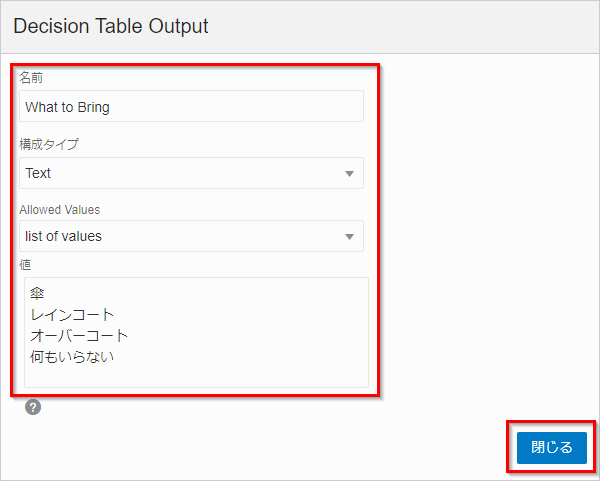 Decision Table Output
名前
What to Bring
構成タイプ
Text
Allowed Values
list of values
値
傘
レインコート
オーバーコート
何もいらない
?
閉じる